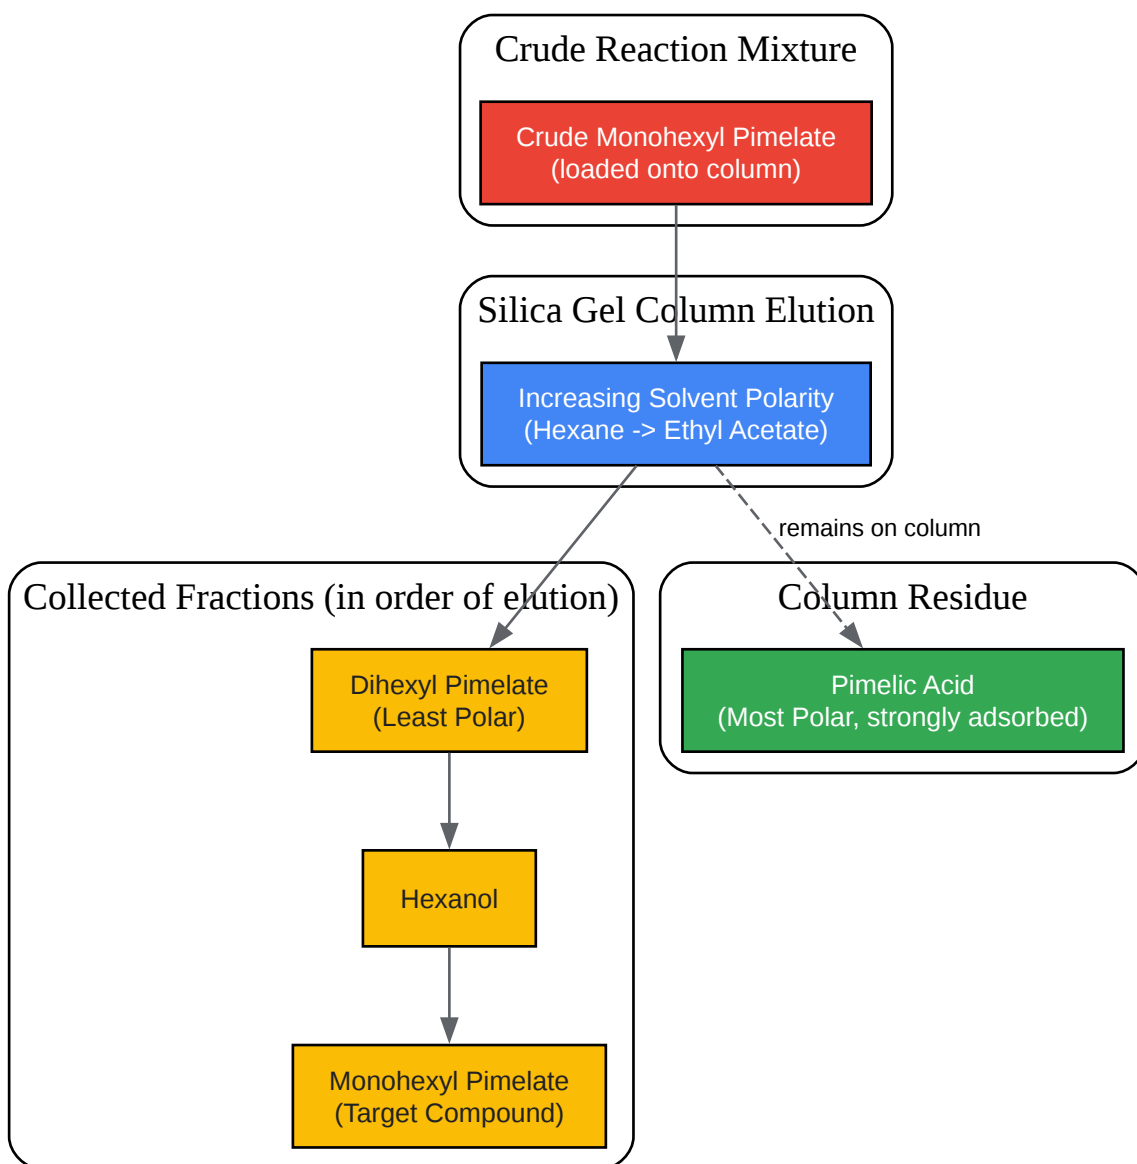 Crude Reaction Mixture
Crude Monohexyl Pimelate
(loaded onto column)
Silica Gel Column Elution
Increasing Solvent Polarity
(Hexane -> Ethyl Acetate)
remains on column
Collected Fractions (in order of elution)
Dihexyl Pimelate
(Least Polar)
Hexanol
Monohexyl Pimelate
(Target Compound)
Column Residue
Pimelic Acid
(Most Polar, strongly adsorbed)